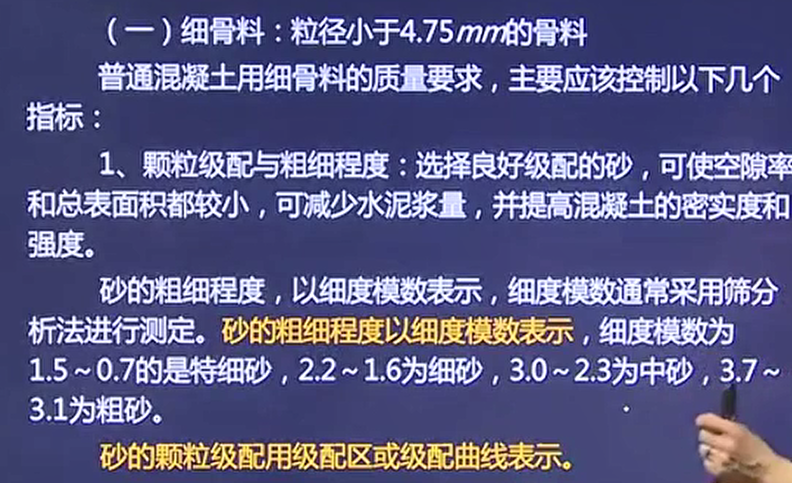 （一）细骨料：粒径小于4.75mm的骨料
普通混凝土用细骨料的质量要求，主要应该控制以下几个
指标：
1、颗粒级配与粗细程度：选择良好级配的砂，可使空隙率
和总表面积都较小，可减少水泥浆量，并提高混凝土的密实度和
强度。
砂的粗细程度，以细度模数表示，细度模数通常采用筛分
析法进行测定。砂的粗细程度以细度模数表示，细度模数为
1.5～0.7的是特细砂，2.2～1.6为细砂，3.0～2.3为中砂，3.7～
3.1为粗砂。
砂的颗粒级配用级配区或级配曲线表示。